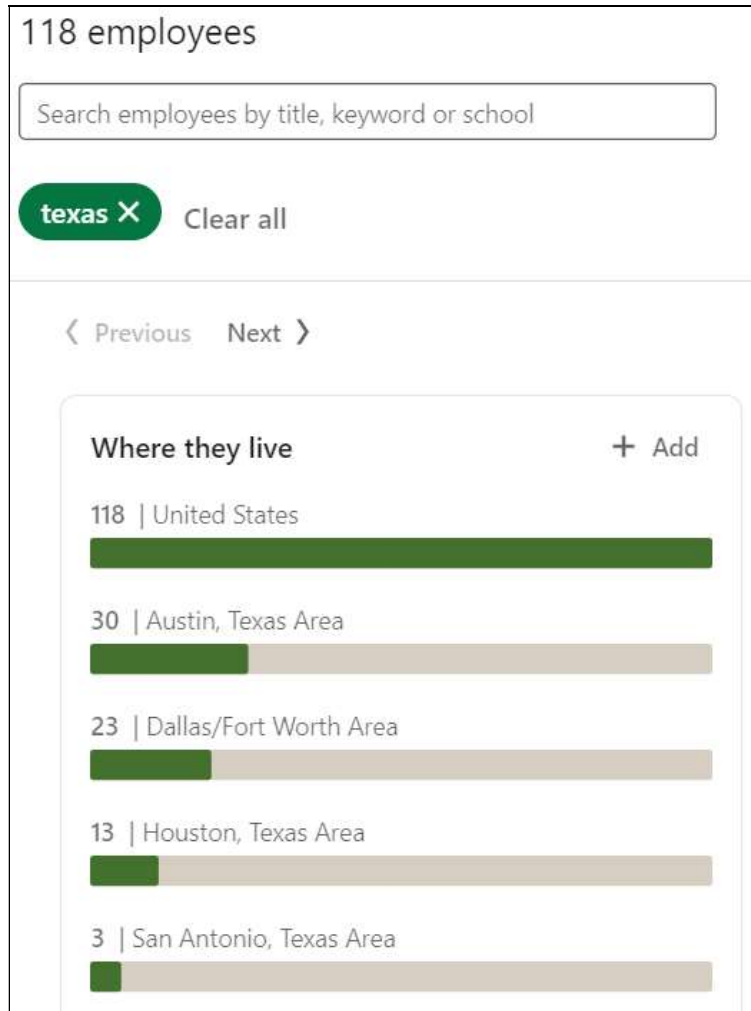 118 employees
Search employees by title, keyword or school
texas ✕ Clear all
❬ Previous Next ❭
Where they live + Add
118 | United States
30 | Austin, Texas Area
23 | Dallas/Fort Worth Area
13 | Houston, Texas Area
3 | San Antonio, Texas Area